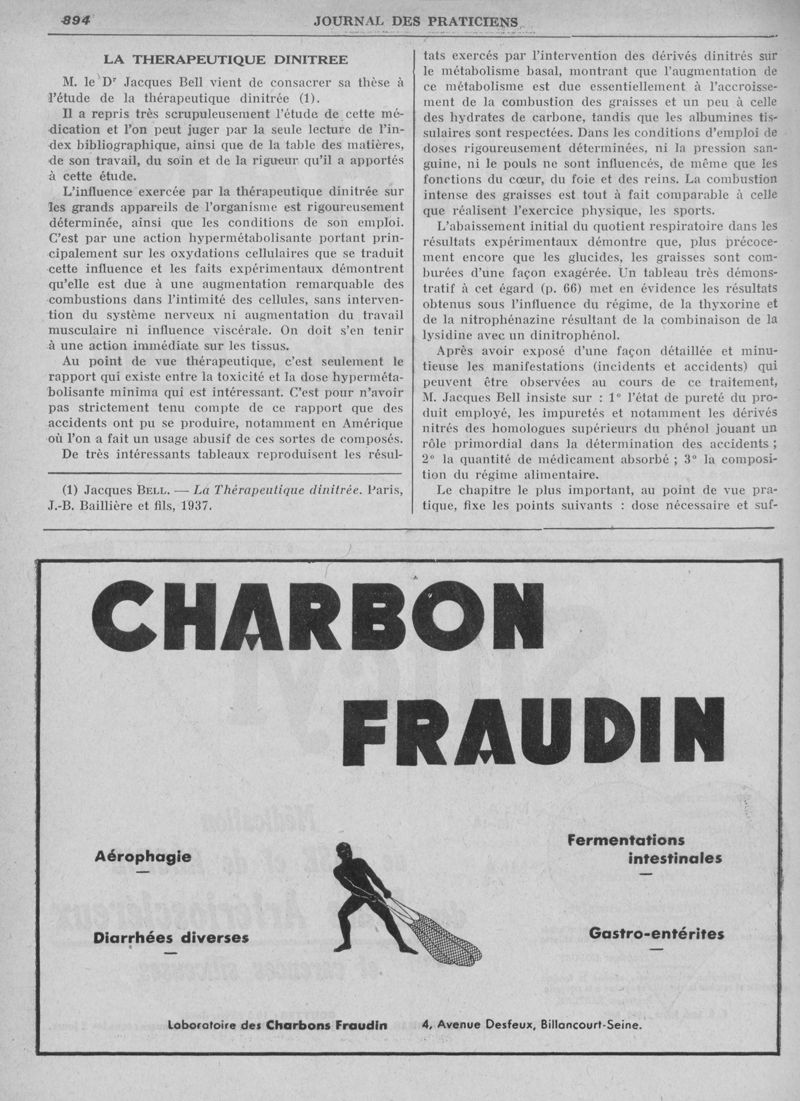 894
JOURNAL DES PRATICIENS
LA THERAPEUTIQUE DINITREE
M. le Dr Jacques Bell vient de consacrer sa thèse à
l'étude de la thérapeutique dinitrée (1).
Il a repris très scrupuleusement l'étude de cette mé-
dication et l'on peut juger par la seule lecture de l'in-
dex bibliographique, ainsi que de la table des matières,
de son travail, du soin et de la rigueur qu'il a apportés
à cette étude.
L'influence exercée par la thérapeutique dinitrée sur
les grands appareils de l'organisme est rigoureusement
déterminée, ainsi que les conditions de son emploi.
C'est par une action hypermétabolisante portant prin-
cipalement sur les oxydations cellulaires que se traduit
cette influence et les faits expérimentaux démontrent
qu'elle est due à une augmentation remarquable des
combustions dans l'intimité des cellules, sans interven-
tion du système nerveux ni augmentation du travail
musculaire ni influence viscérale. On doit s'en tenir
à une action immédiate sur les tissus.
Au point de vue thérapeutique, c'est seulement le
rapport qui existe entre la toxicité et la dose hyperméta-
bolisante minima qui est intéressant. C'est pour n'avoir
pas strictement tenu compte de ce rapport que des
accidents ont pu se produire, notamment en Amérique
où l'on a fait un usage abusif de ces sortes de composés.
De très intéressants tableaux reproduisent les résul-
(1) Jacques BELL. — La Thérapeutique dinitrée. Paris,
J.-B. Baillière et fils, 1937.
tats exercés par l'intervention des dérivés dinitrés sur
le métabolisme basal, montrant que l'augmentation de
ce métabolisme est due essentiellement à l'accroisse-
ment de la combustion des graisses et un peu à celle
des hydrates de carbone, tandis que les albumines tis-
sulaires sont respectées. Dans les conditions d'emploi de
doses rigoureusement déterminées, ni la pression san-
guine, ni le pouls ne sont influencés, de même que les
fonctions du cœur, du foie et des reins. La combustion
intense des graisses est tout à fait comparable à celle
que réalisent l'exercice physique, les sports.
L'abaissement initial du quotient respiratoire dans les
résultats expérimentaux démontre que, plus précoce-
ment encore que les glucides, les graisses sont com-
burées d'une façon exagérée. Un tableau très démons-
tratif à cet égard (p. 66) met en évidence les résultats
obtenus sous l'influence du régime, de la thyxorine et
de la nitrophénazine résultant de la combinaison de la
lysidine avec un dinitrophénol.
Après avoir exposé d'une façon détaillée et minu-
tieuse les manifestations (incidents et accidents) qui
peuvent être observées au cours de ce traitement,
M. Jacques Bell insiste sur : 1° l'état de pureté du pro-
duit employé, les impuretés et notamment les dérivés
nitrés des homologues supérieurs du phénol jouant un
rôle primordial dans la détermination des accidents ;
2° la quantité de médicament absorbé ; 3° la composi-
tion du régime alimentaire.
Le chapitre le plus important, au point de vue pra-
tique, fixe les points suivants : dose nécessaire et suf-
CHARBON
FRAUDIN
Aérophagie
Fermentations
intestinales
Diarrhées diverses
Gastro-entérites
Laboratoire des Charbons Fraudin 4, Avenue Desfeux, Billancourt-Seine.